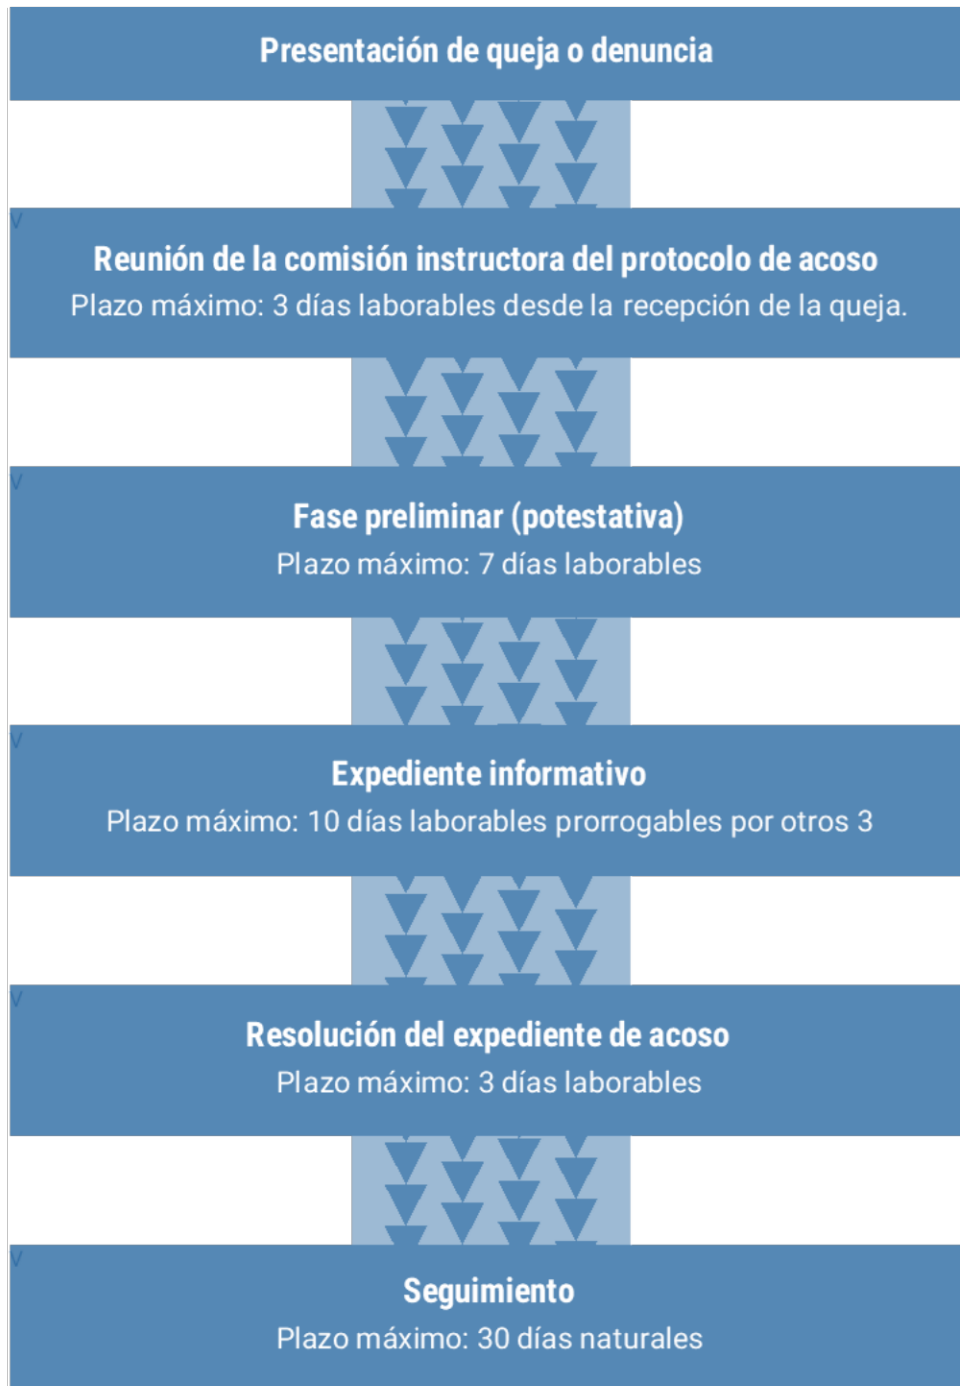 Presentación de queja o denuncia
V
Reunión de la comisión instructora del protocolo de acoso
Plazo máximo: 3 días laborables desde la recepción de la queja.
V
Fase preliminar (potestativa)
Plazo máximo: 7 días laborables
V
Expediente informativo
Plazo máximo: 10 días laborables prorrogables por otros 3
V
Resolución del expediente de acoso
Plazo máximo: 3 días laborables
V
Seguimiento
Plazo máximo: 30 días naturales